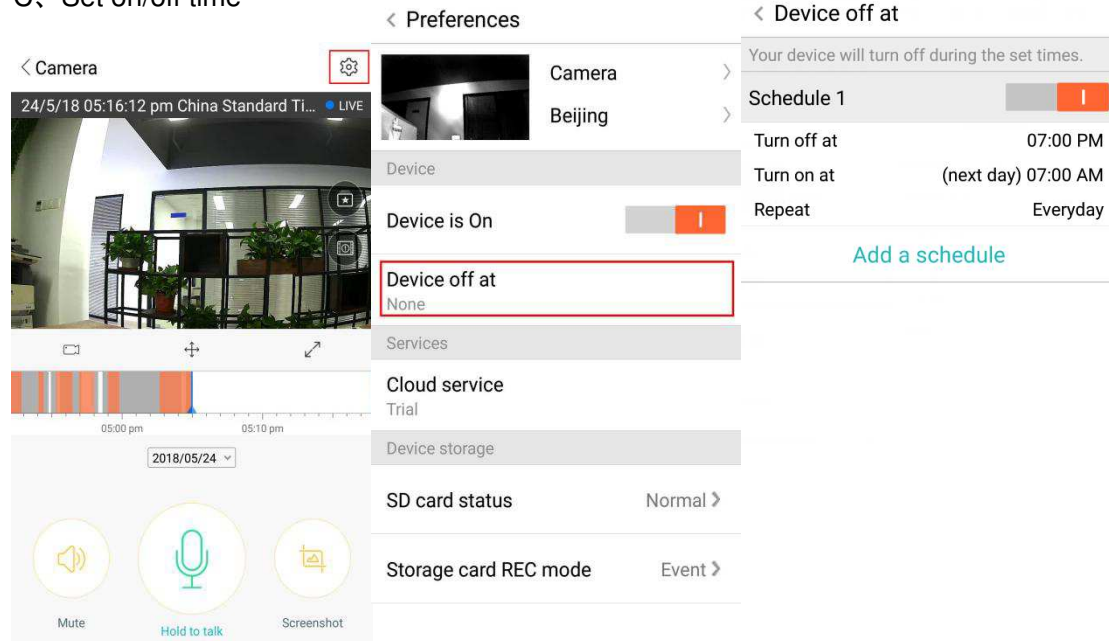 Set on/off time
< Camera
24/5/18 05:16:12 pm China Standard Ti... LIVE
05:00 pm
05:10 pm
2018/05/24
Mute
Hold to talk
Screenshot
< Preferences
Camera
Beijing
Device
Device is On
Device off at
None
Services
Cloud service
Trial
Device storage
SD card status Normal
Storage card REC mode Event
< Device off at
Your device will turn off during the set times.
Schedule 1
Turn off at 07:00 PM
Turn on at (next day) 07:00 AM
Repeat Everyday
Add a schedule